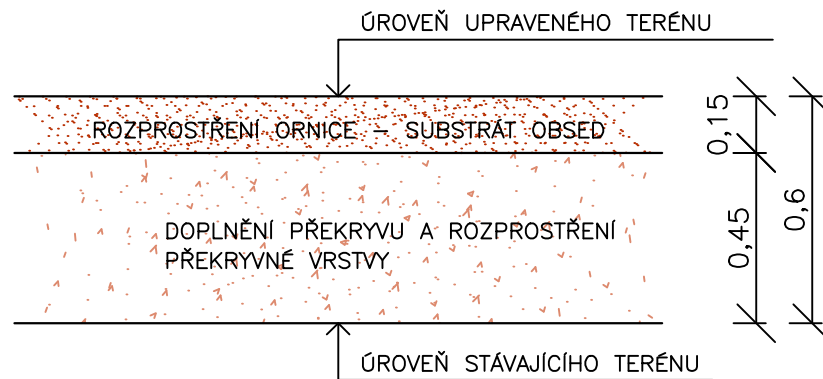 ÚROVEŇ UPRAVENÉHO TERÉNU
ROZPROSTŘENÍ ORNICE – SUBSTRÁT OBSED
0,15
DOPLNĚNÍ PŘEKRYVU A ROZPROSTŘENÍ
PŘEKRYVNÉ VRSTVY
0,45
0,6
ÚROVEŇ STÁVAJÍCÍHO TERÉNU